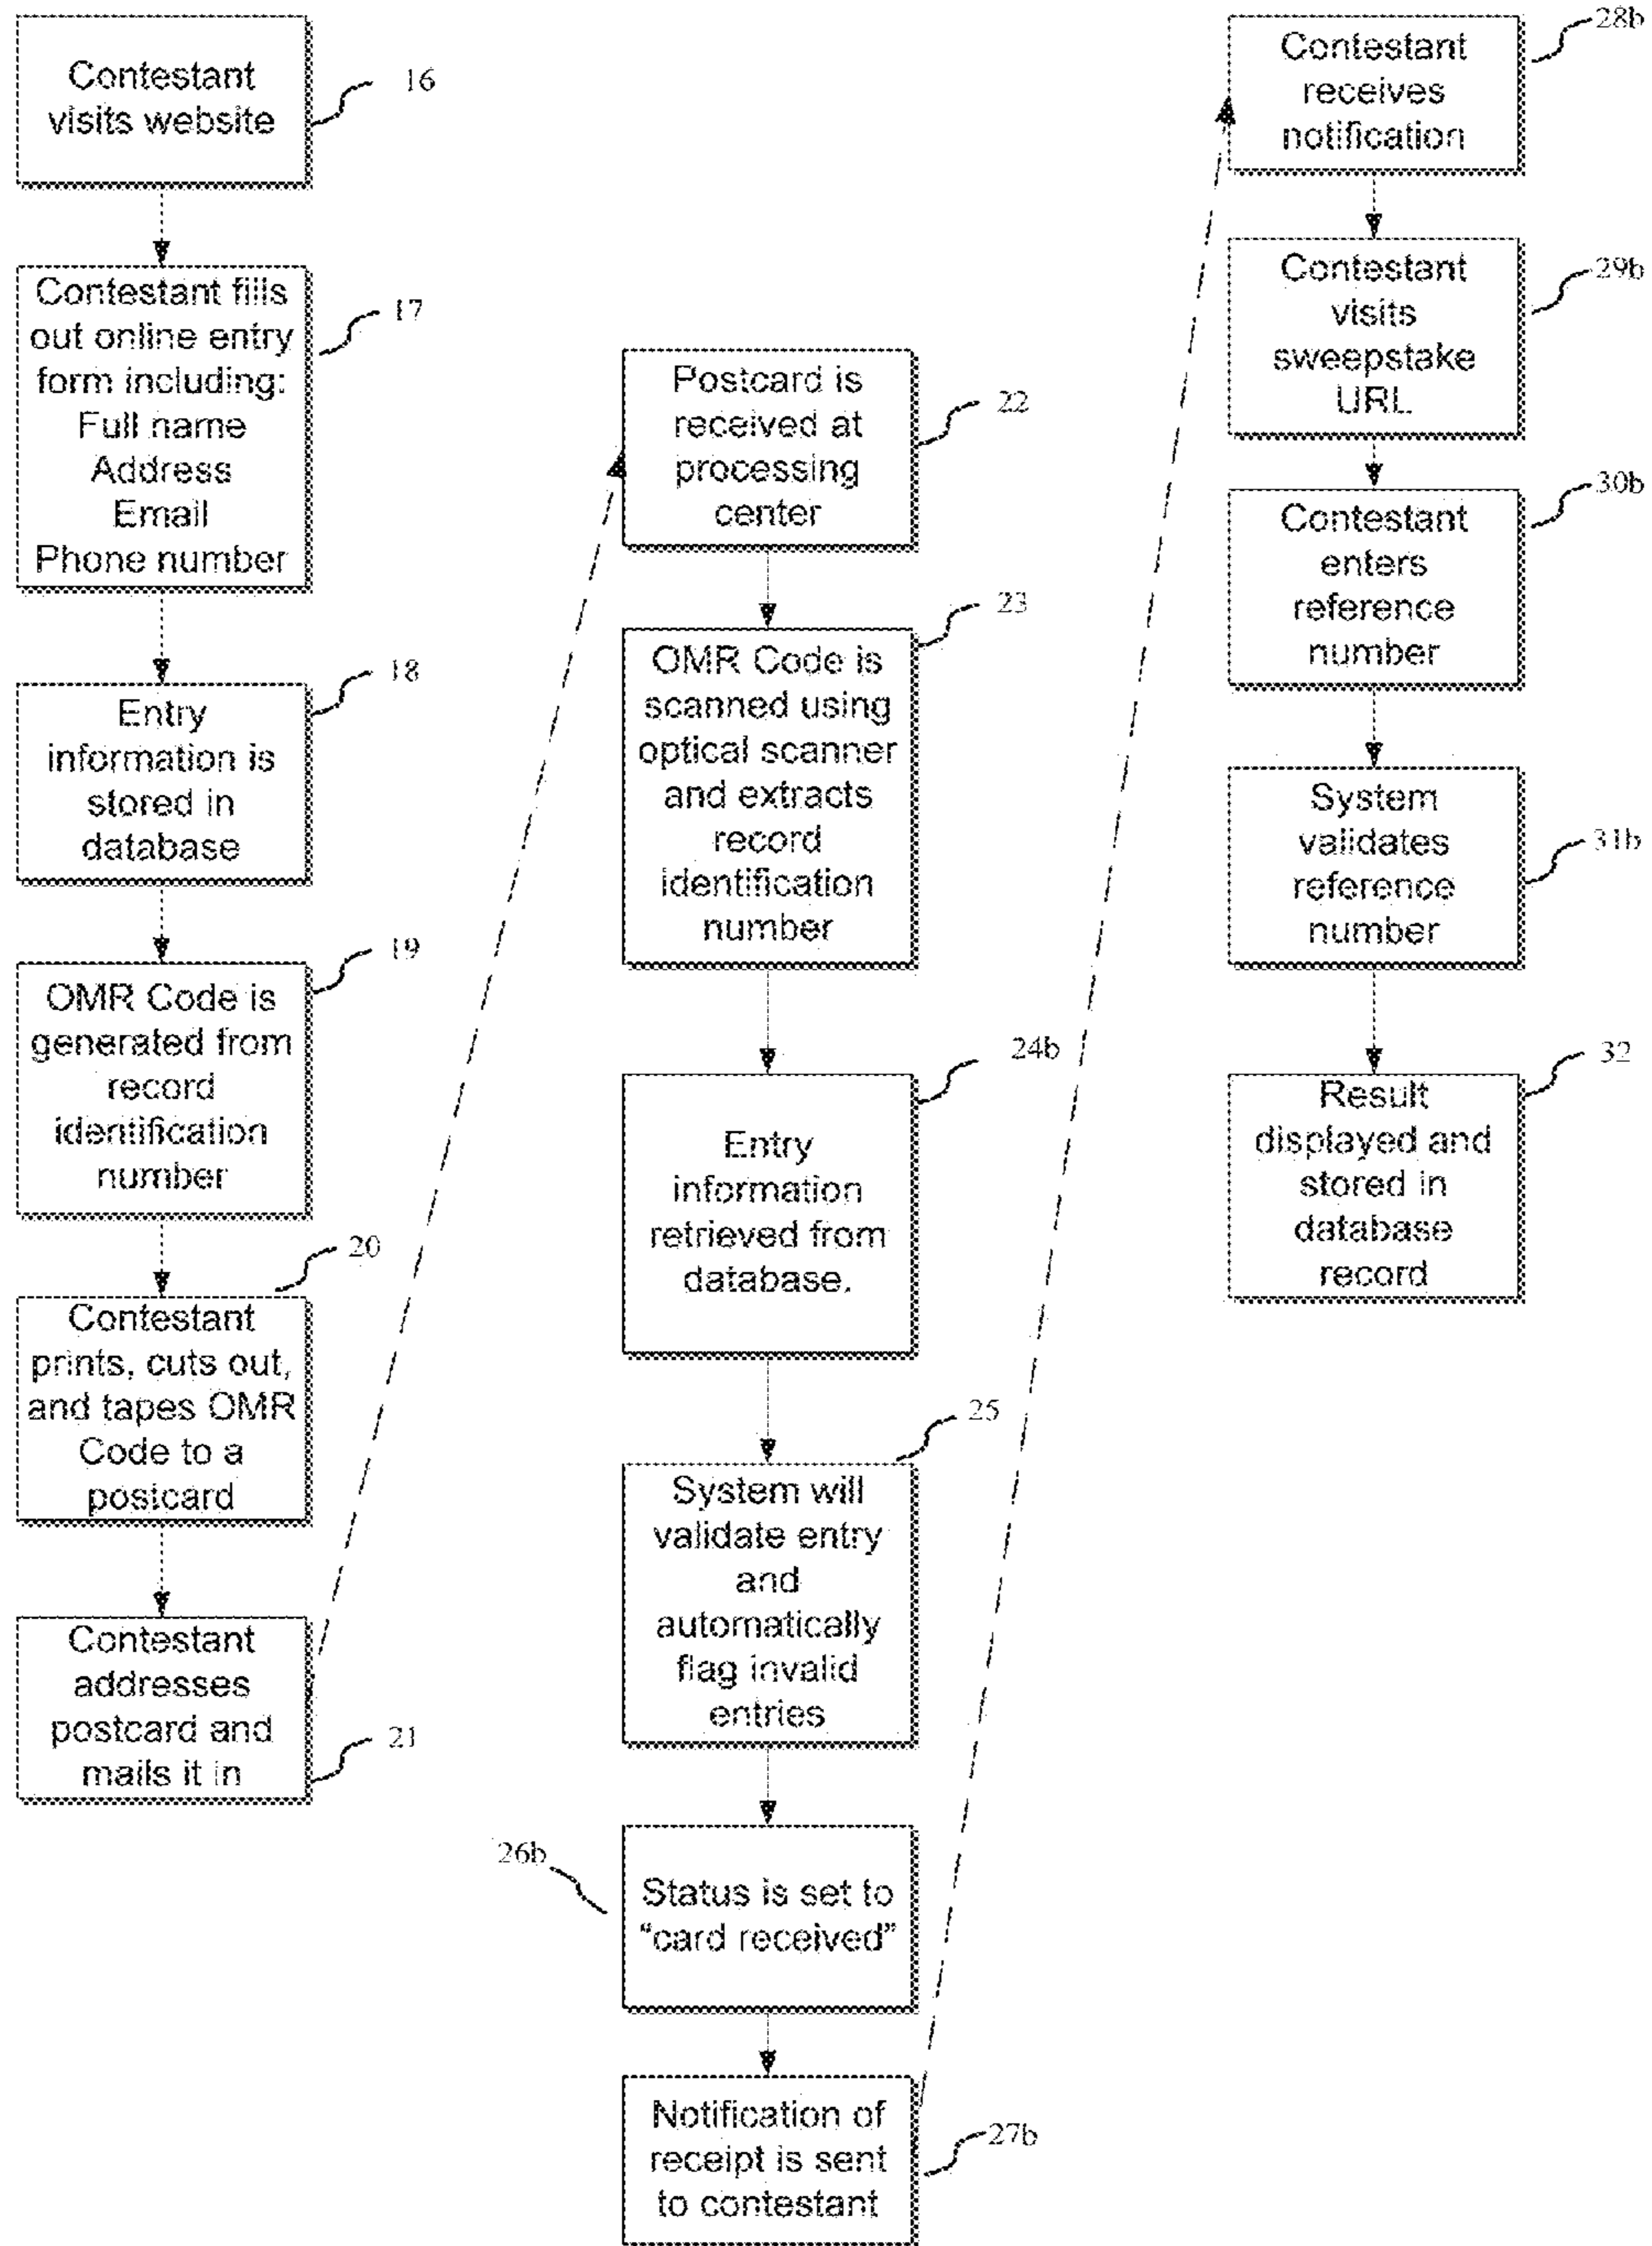 Contestant
visits website
16
Contestant fills
out online entry
form including:
Full name
Address
Email
Phone number
17
Entry
information is
stored in
database
18
OMR Code is
generated from
record
identification
number
19
Contestant
prints, cuts out,
and tapes OMR
Code to a
postcard
20
Contestant
addresses
postcard and
mails it in
21
Postcard is
received at
processing
center
22
OMR Code is
scanned using
optical scanner
and extracts
record
identification
number
23
Entry
information
retrieved from
database.
24b
System will
validate entry
and
automatically
flag invalid
entries
25
Status is set to
“card received”
26b
Notification of
receipt is sent
to contestant
27b
Contestant
receives
notification
28b
Contestant
visits
sweepstake
URL
29b
Contestant
enters
reference
number
30b
System
validates
reference
number
31b
Result
displayed and
stored in
database
record
32